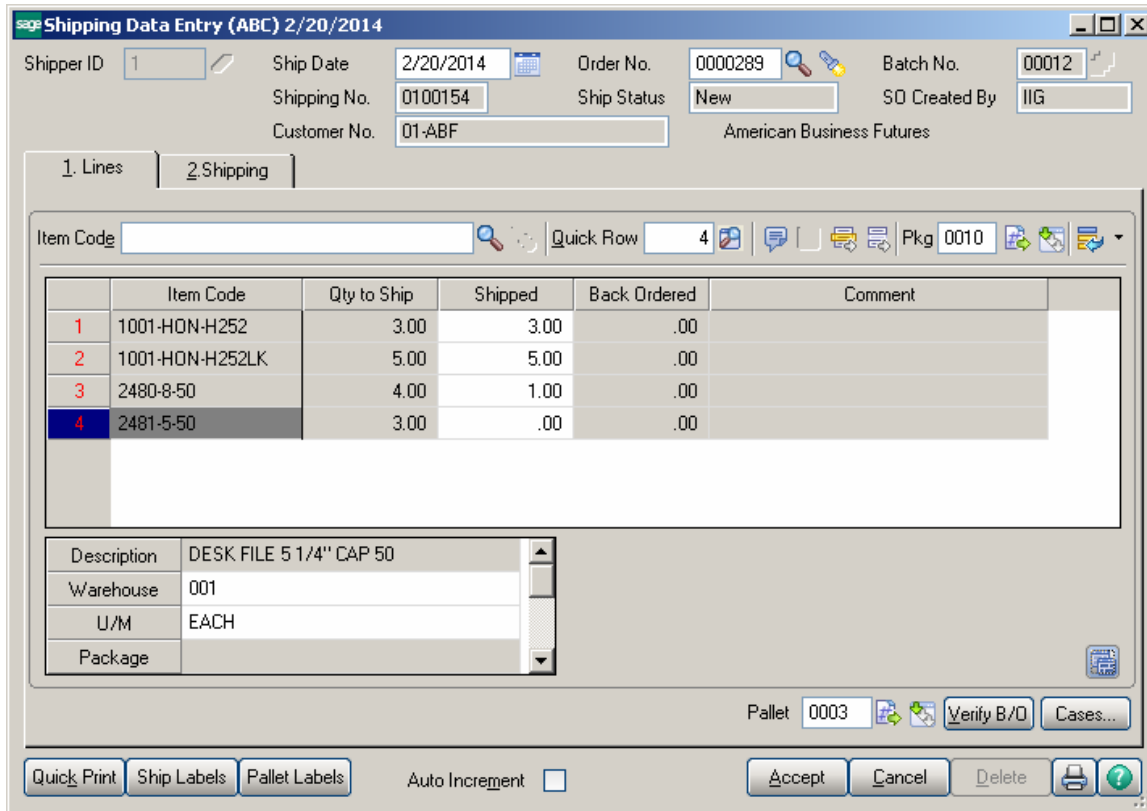 sage Shipping Data Entry (ABC) 2/20/2014
Shipper ID 1 Ship Date 2/20/2014 Order No. 0000289 Batch No. 00012
Shipping No. 0100154 Ship Status New SO Created By IIG
Customer No. 01-ABF American Business Futures
1. Lines 2.Shipping
Item Code Quick Row 4 Pkg 0010
Item Code Qty to Ship Shipped Back Ordered Comment
1 1001-HON-H252 3.00 3.00 .00
2 1001-HON-H252LK 5.00 5.00 .00
3 2480-8-50 4.00 1.00 .00
4 2481-5-50 3.00 .00 .00
Description DESK FILE 5 1/4" CAP 50
Warehouse 001
U/M EACH
Package
Pallet 0003 Verify B/O Cases...
Quick Print Ship Labels Pallet Labels Auto Increment Accept Cancel Delete